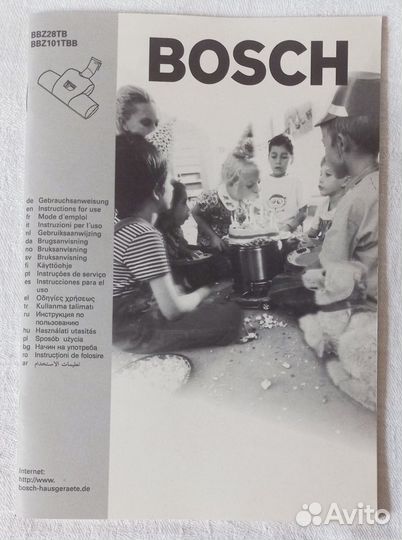 BBZ28TB
BBZ101TBB
BOSCH
de Gebrauchsanweisung
en Instructions for use
fr Mode d'emploi
it Instruzioni per l'uso
nl Gebruiksaanwijzing
da Brugsanvisning
no Bruksanvisning
sv Bruksanvisning
fi Käyttöohje
pt Instruções de serviço
es Instrucciones para el
uso
el Οδηγίες χρήσεως
tr Kullanma talimatı
ru Инструкция по
пользованию
hu Használati utasítás
pl Sposób użycia
bg Начин на употреба
ro Instrucţiuni de folosire
ar تعليمات الاستخدام
Internet:
http://www.
bosch-hausgeraete.de
Avito